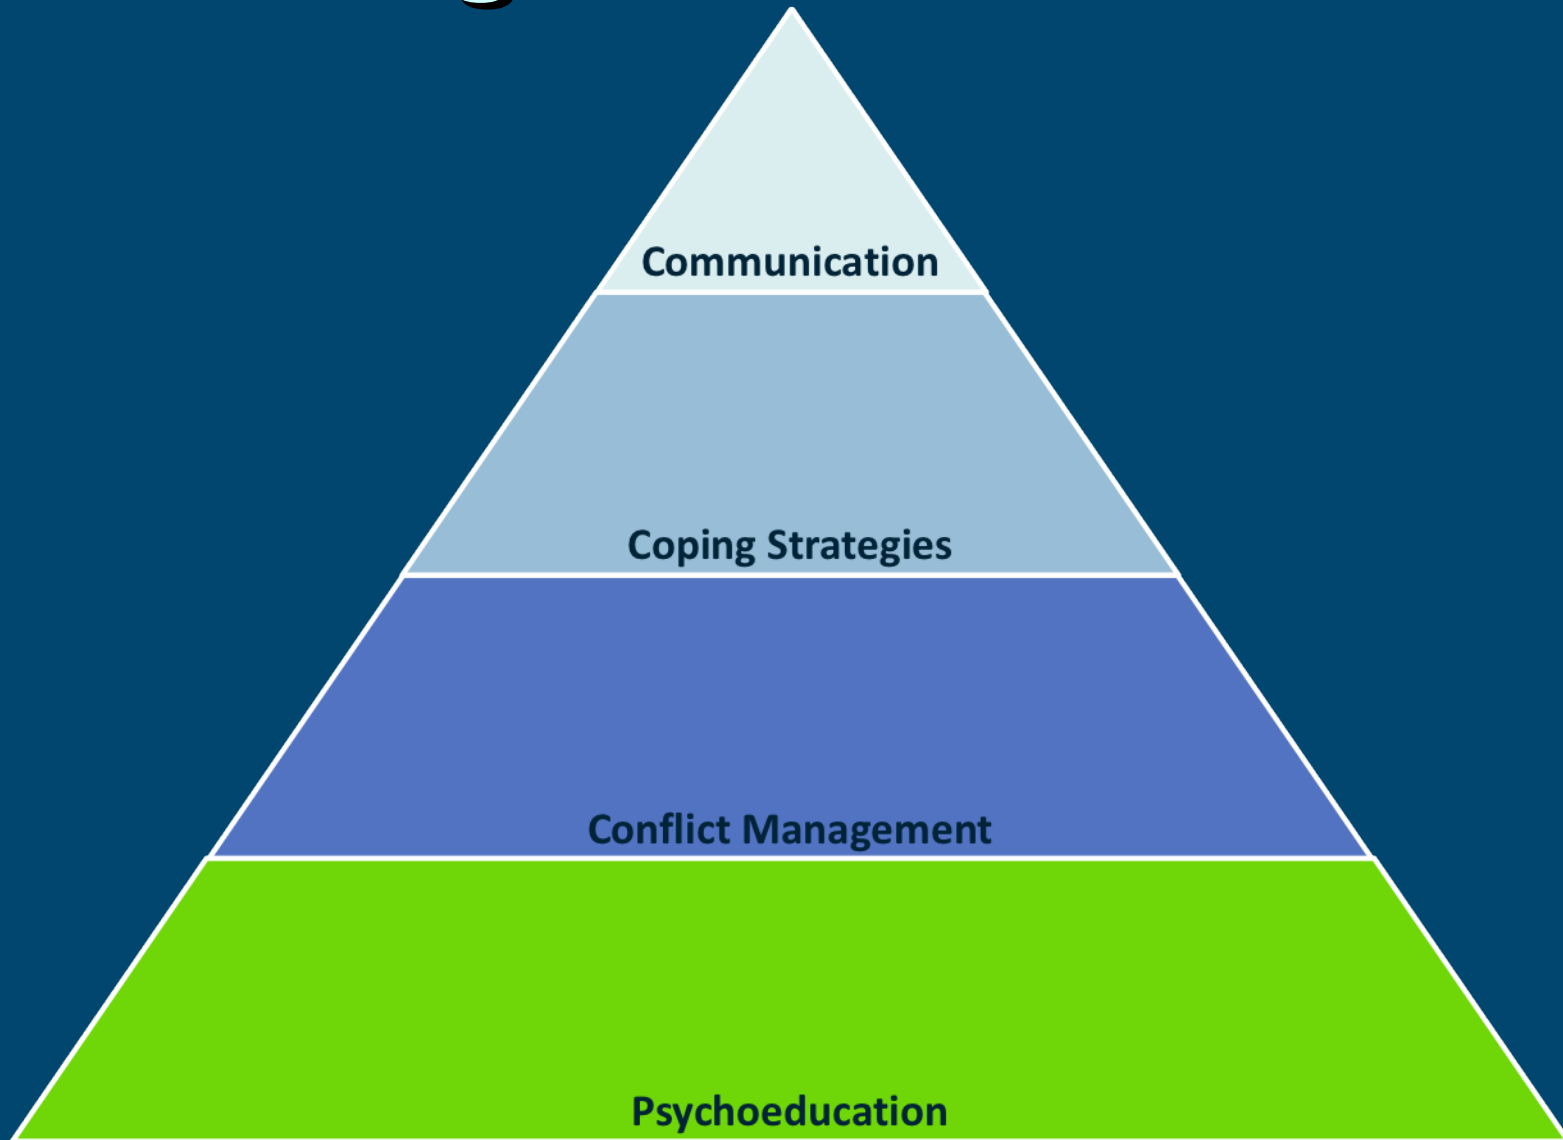 Communication
Coping Strategies
Conflict Management
Psychoeducation